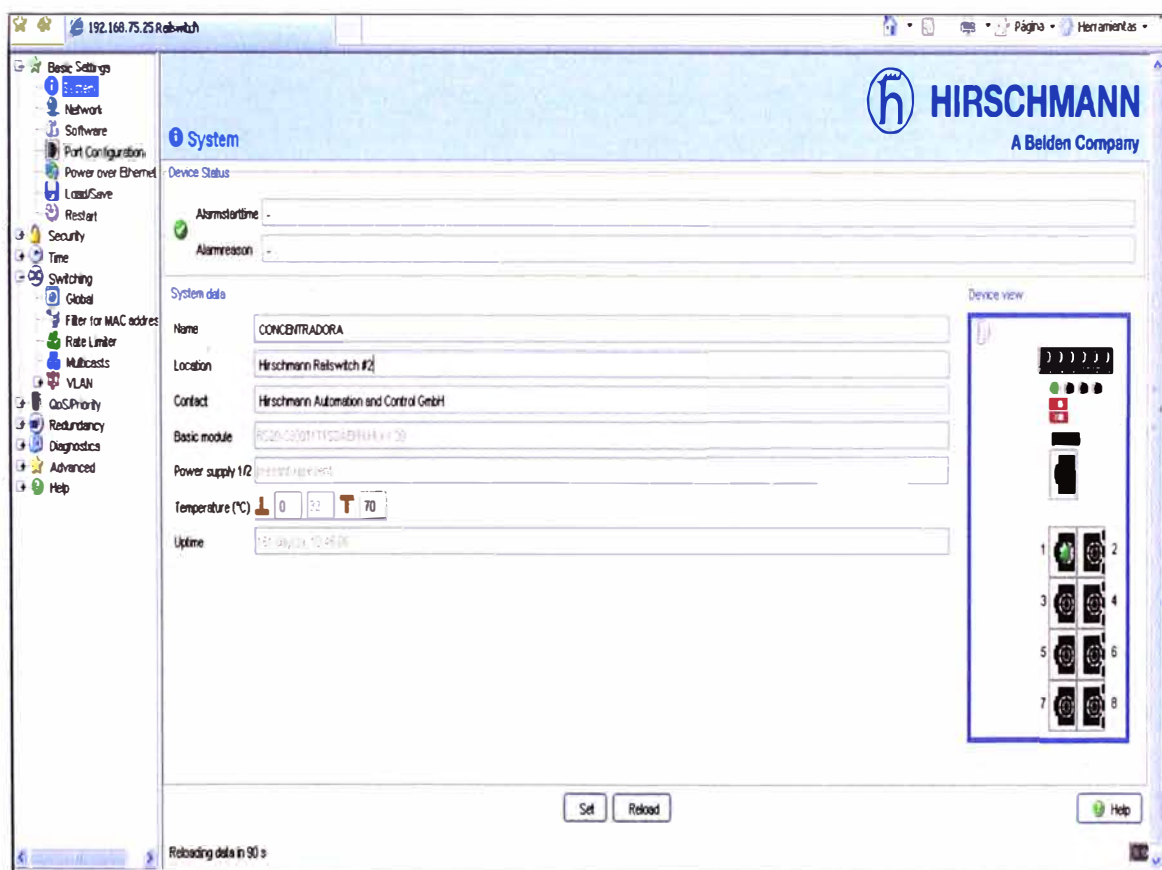 192.168.75.25 Railswitch
Página
Herramientas
Basic Settings
System
Network
Software
Port Configuration
Power over Ethernet
Load/Save
Restart
Security
Time
Switching
Global
Filter for MAC addres
Rate Limiter
Multicasts
VLAN
QoS/Priority
Redundancy
Diagnostics
Advanced
Help
HIRSCHMANN
A Belden Company
System
Device Status
Alarmstarttime -
Alarmreason -
System data
Name CONCENTRADORA
Location Hirschmann Railswitch #2
Contact Hirschmann Automation and Control GmbH
Basic module
Power supply 1/2
Temperature (°C) 0 32 70
Uptime
Device view
1 2
3 4
5 6
7 8
Set Reload Help
Reloading data in 90 s